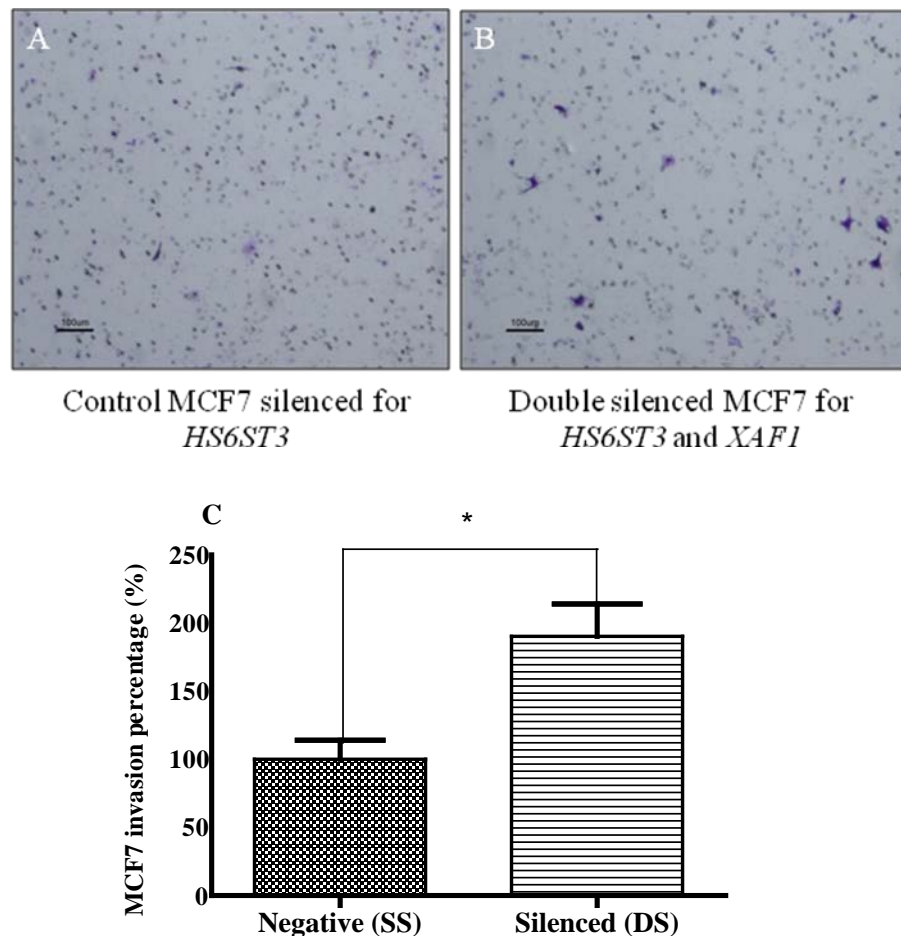 A
B
100um
100um
Control MCF7 silenced for
HS6ST3
Double silenced MCF7 for
HS6ST3 and XAF1
C
*
MCF7 invasion percentage (%)
250
200
150
100
50
0
Negative (SS)
Silenced (DS)